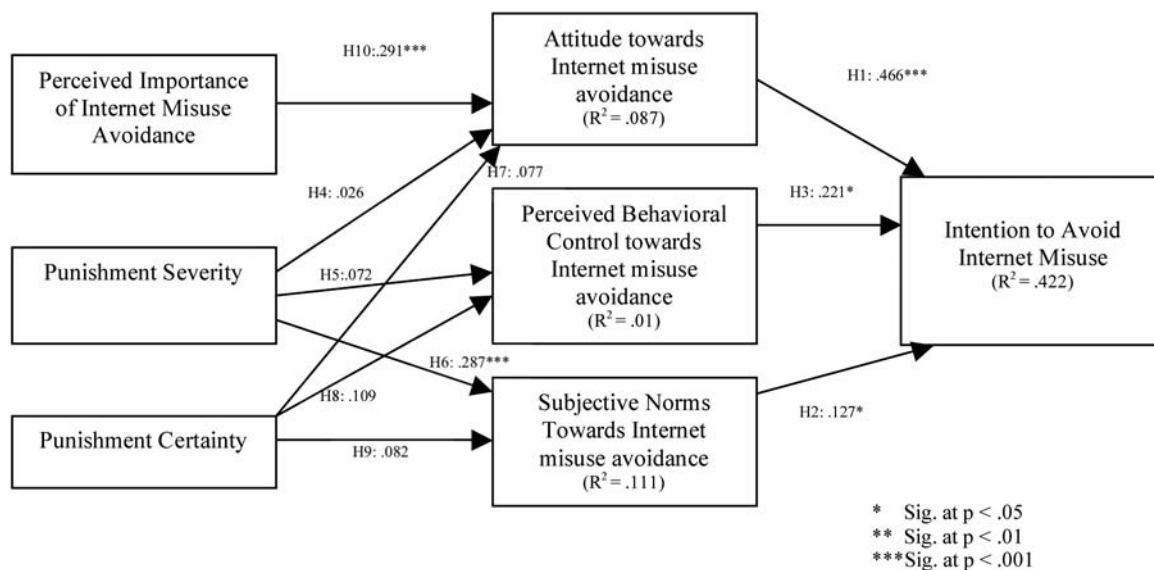 Perceived Importance
of Internet Misuse
Avoidance
H10:.291***
Attitude towards
Internet misuse
avoidance
(R² = .087)
H1: .466***
H7: .077
H4: .026
Punishment Severity
H5:.072
Perceived Behavioral
Control towards
Internet misuse
avoidance
(R² = .01)
H3: .221*
Intention to Avoid
Internet Misuse
(R² = .422)
H6: .287***
H8: .109
Punishment Certainty
H9: .082
Subjective Norms
Towards Internet
misuse avoidance
(R² = .111)
H2: .127*
* Sig. at p < .05
** Sig. at p < .01
***Sig. at p < .001